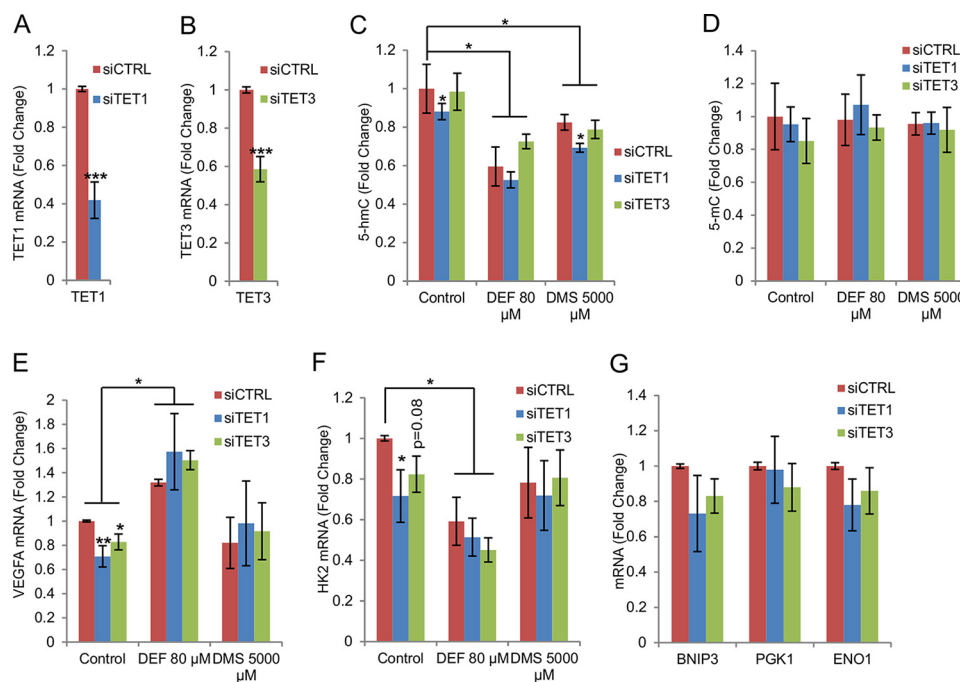 A
TET1 mRNA (Fold Change)
1.2
1
0.8
0.6
0.4
0.2
0
siCTRL
siTET1
***
TET1
B
TET3 mRNA (Fold Change)
1.2
1
0.8
0.6
0.4
0.2
0
siCTRL
siTET3
***
TET3
C
5-hmC (Fold Change)
1.2
1
0.8
0.6
0.4
0.2
0
*
*
*
*
siCTRL
siTET1
siTET3
Control
DEF 80
µM
DMS 5000
µM
D
5-mC (Fold Change)
1.4
1.2
1
0.8
0.6
0.4
0.2
0
siCTRL
siTET1
siTET3
Control
DEF 80
µM
DMS 5000
µM
E
VEGFA mRNA (Fold Change)
2
1.8
1.6
1.4
1.2
1
0.8
0.6
0.4
0.2
0
*
**
*
siCTRL
siTET1
siTET3
Control
DEF 80 µM
DMS 5000 µM
F
HK2 mRNA (Fold Change)
1.2
1
0.8
0.6
0.4
0.2
0
*
*
p=0.08
siCTRL
siTET1
siTET3
Control
DEF 80 µM
DMS 5000 µM
G
mRNA (Fold Change)
1.4
1.2
1
0.8
0.6
0.4
0.2
0
siCTRL
siTET1
siTET3
BNIP3
PGK1
ENO1